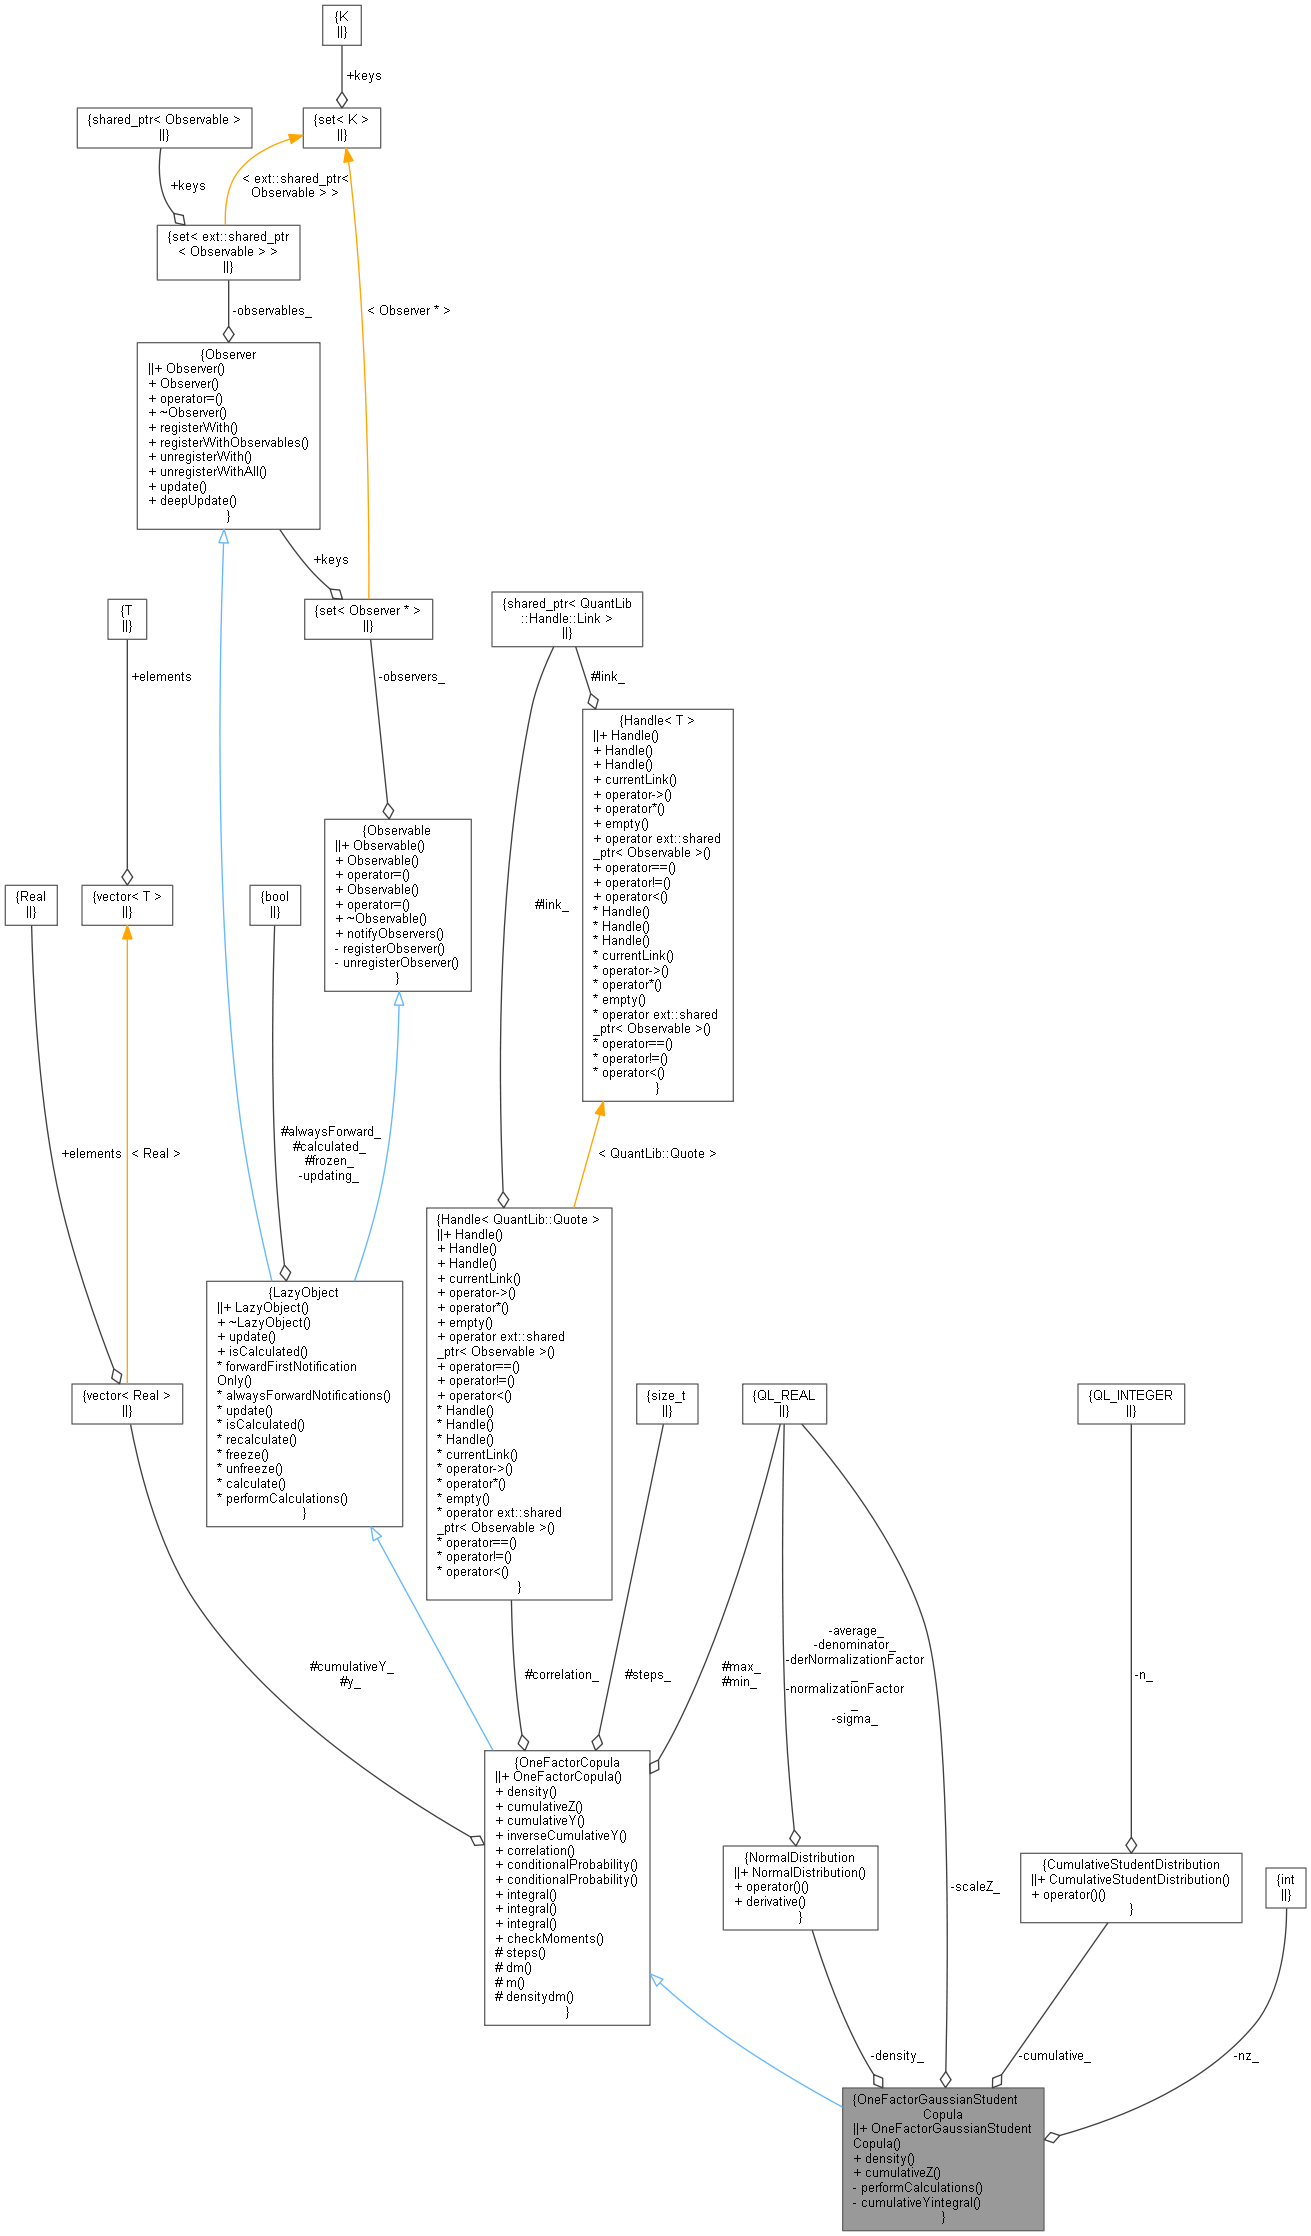 {K
||}
+keys
{shared_ptr< Observable >
||}
{set< K >
||}
+keys
< ext::shared_ptr<
Observable > >
{set< ext::shared_ptr
< Observable > >
||}
-observables_
< Observer * >
{Observer
||+ Observer()
+ Observer()
+ operator=()
+ ~Observer()
+ registerWith()
+ registerWithObservables()
+ unregisterWith()
+ unregisterWithAll()
+ update()
+ deepUpdate()
}
+keys
{T
||}
{set< Observer * >
||}
{shared_ptr< QuantLib
::Handle::Link >
||}
+elements
-observers_
#link_
{Handle< T >
||+ Handle()
+ Handle()
+ Handle()
+ currentLink()
+ operator->()
+ operator*()
+ empty()
+ operator ext::shared
_ptr< Observable >()
+ operator==()
+ operator!=()
+ operator<()
* Handle()
* Handle()
* Handle()
* currentLink()
* operator->()
* operator*()
* empty()
* operator ext::shared
_ptr< Observable >()
* operator==()
* operator!=()
* operator<()
}
{Observable
||+ Observable()
+ Observable()
+ operator=()
+ Observable()
+ operator=()
+ ~Observable()
+ notifyObservers()
- registerObserver()
- unregisterObserver()
}
{Real
||}
{vector< T >
||}
{bool
||}
#link_
+elements
< Real >
#alwaysForward_
#calculated_
#frozen_
-updating_
< QuantLib::Quote >
{Handle< QuantLib::Quote >
||+ Handle()
+ Handle()
+ Handle()
+ currentLink()
+ operator->()
+ operator*()
+ empty()
+ operator ext::shared
_ptr< Observable >()
+ operator==()
+ operator!=()
+ operator<()
* Handle()
* Handle()
* Handle()
* currentLink()
* operator->()
* operator*()
* empty()
* operator ext::shared
_ptr< Observable >()
* operator==()
* operator!=()
* operator<()
}
{LazyObject
||+ LazyObject()
+ ~LazyObject()
+ update()
+ isCalculated()
* forwardFirstNotification
Only()
* alwaysForwardNotifications()
* update()
* isCalculated()
* recalculate()
* freeze()
* unfreeze()
* calculate()
* performCalculations()
}
{vector< Real >
||}
{size_t
||}
{QL_REAL
||}
{QL_INTEGER
||}
#cumulativeY_
#y_
#correlation_
#steps_
#max_
#min_
-average_
-denominator_
-derNormalizationFactor
_
-normalizationFactor
_
-sigma_
-n_
{OneFactorCopula
||+ OneFactorCopula()
+ density()
+ cumulativeZ()
+ cumulativeY()
+ inverseCumulativeY()
+ correlation()
+ conditionalProbability()
+ conditionalProbability()
+ integral()
+ integral()
+ integral()
+ checkMoments()
# steps()
# dm()
# m()
# densitydm()
}
{NormalDistribution
||+ NormalDistribution()
+ operator()()
+ derivative()
}
-scaleZ_
{CumulativeStudentDistribution
||+ CumulativeStudentDistribution()
+ operator()()
}
{int
||}
-density_
-cumulative_
-nz_
{OneFactorGaussianStudent
Copula
||+ OneFactorGaussianStudent
Copula()
+ density()
+ cumulativeZ()
- performCalculations()
- cumulativeYintegral()
}